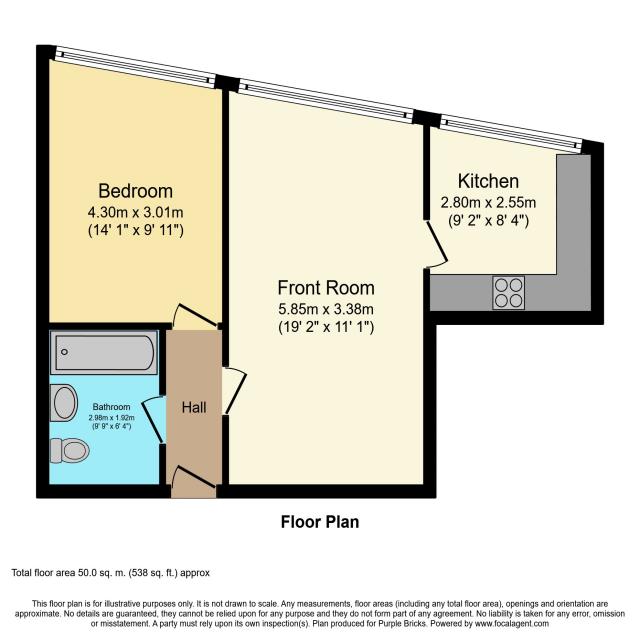 Bedroom
4.30m x 3.01m
(14' 1" x 9' 11")
Kitchen
2.80m x 2.55m
(9' 2" x 8' 4")
Front Room
5.85m x 3.38m
(19' 2" x 11' 1")
Bathroom
2.98m x 1.92m
(9' 9" x 6' 4")
Hall
Floor Plan
Total floor area 50.0 sq. m. (538 sq. ft.) approx
This floor plan is for illustrative purposes only. It is not drawn to scale. Any measurements, floor areas (including any total floor area), openings and orientation are
approximate. No details are guaranteed, they cannot be relied upon for any purpose and they do not form part of any agreement. No liability is taken for any error, omission
or misstatement. A party must rely upon its own inspection(s). Plan produced for Purple Bricks. Powered by www.focalagent.com